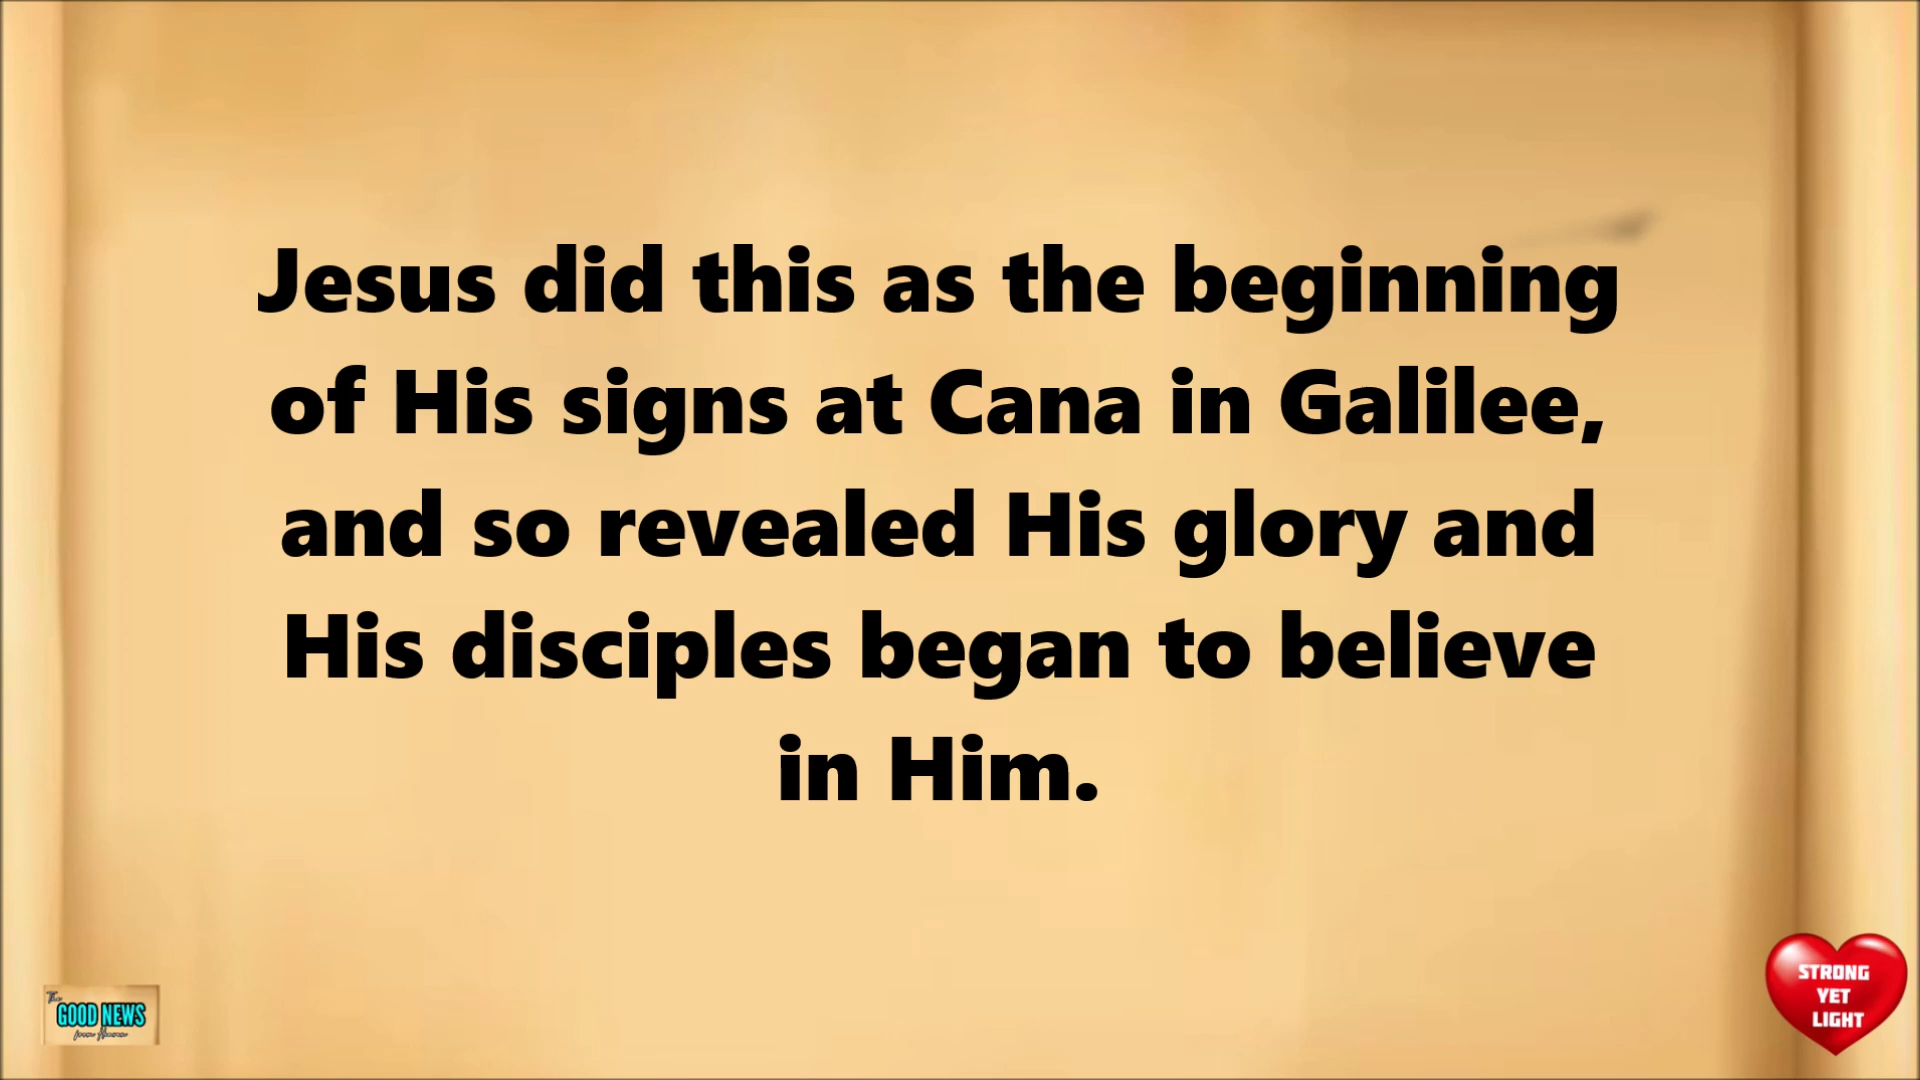 Jesus did this as the beginning
of His signs at Cana in Galilee,
and so revealed His glory and
His disciples began to believe
in Him.
The
GOOD NEWS
STRONG
YET
LIGHT